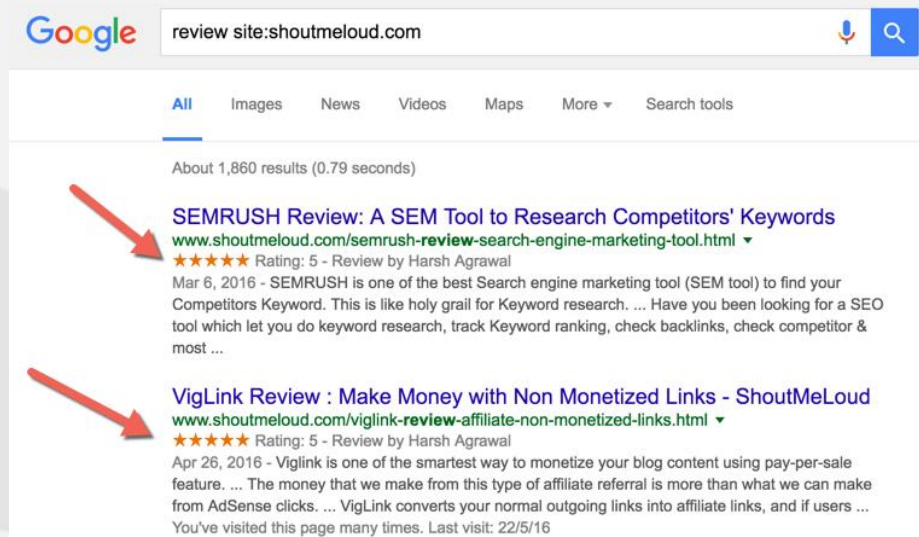 Google review site:shoutmeloud.com
All Images News Videos Maps More Search tools
About 1,860 results (0.79 seconds)
SEMRUSH Review: A SEM Tool to Research Competitors' Keywords
www.shoutmeloud.com/semrush-review-search-engine-marketing-tool.html
★★★★★ Rating: 5 - Review by Harsh Agrawal
Mar 6, 2016 - SEMRUSH is one of the best Search engine marketing tool (SEM tool) to find your
Competitors Keyword. This is like holy grail for Keyword research. ... Have you been looking for a SEO
tool which let you do keyword research, track Keyword ranking, check backlinks, check competitor &
most ...
VigLink Review : Make Money with Non Monetized Links - ShoutMeLoud
www.shoutmeloud.com/viglink-review-affiliate-non-monetized-links.html
★★★★★ Rating: 5 - Review by Harsh Agrawal
Apr 26, 2016 - Viglink is one of the smartest way to monetize your blog content using pay-per-sale
feature. ... The money that we make from this type of affiliate referral is more than what we can make
from AdSense clicks. ... VigLink converts your normal outgoing links into affiliate links, and if users ...
You've visited this page many times. Last visit: 22/5/16